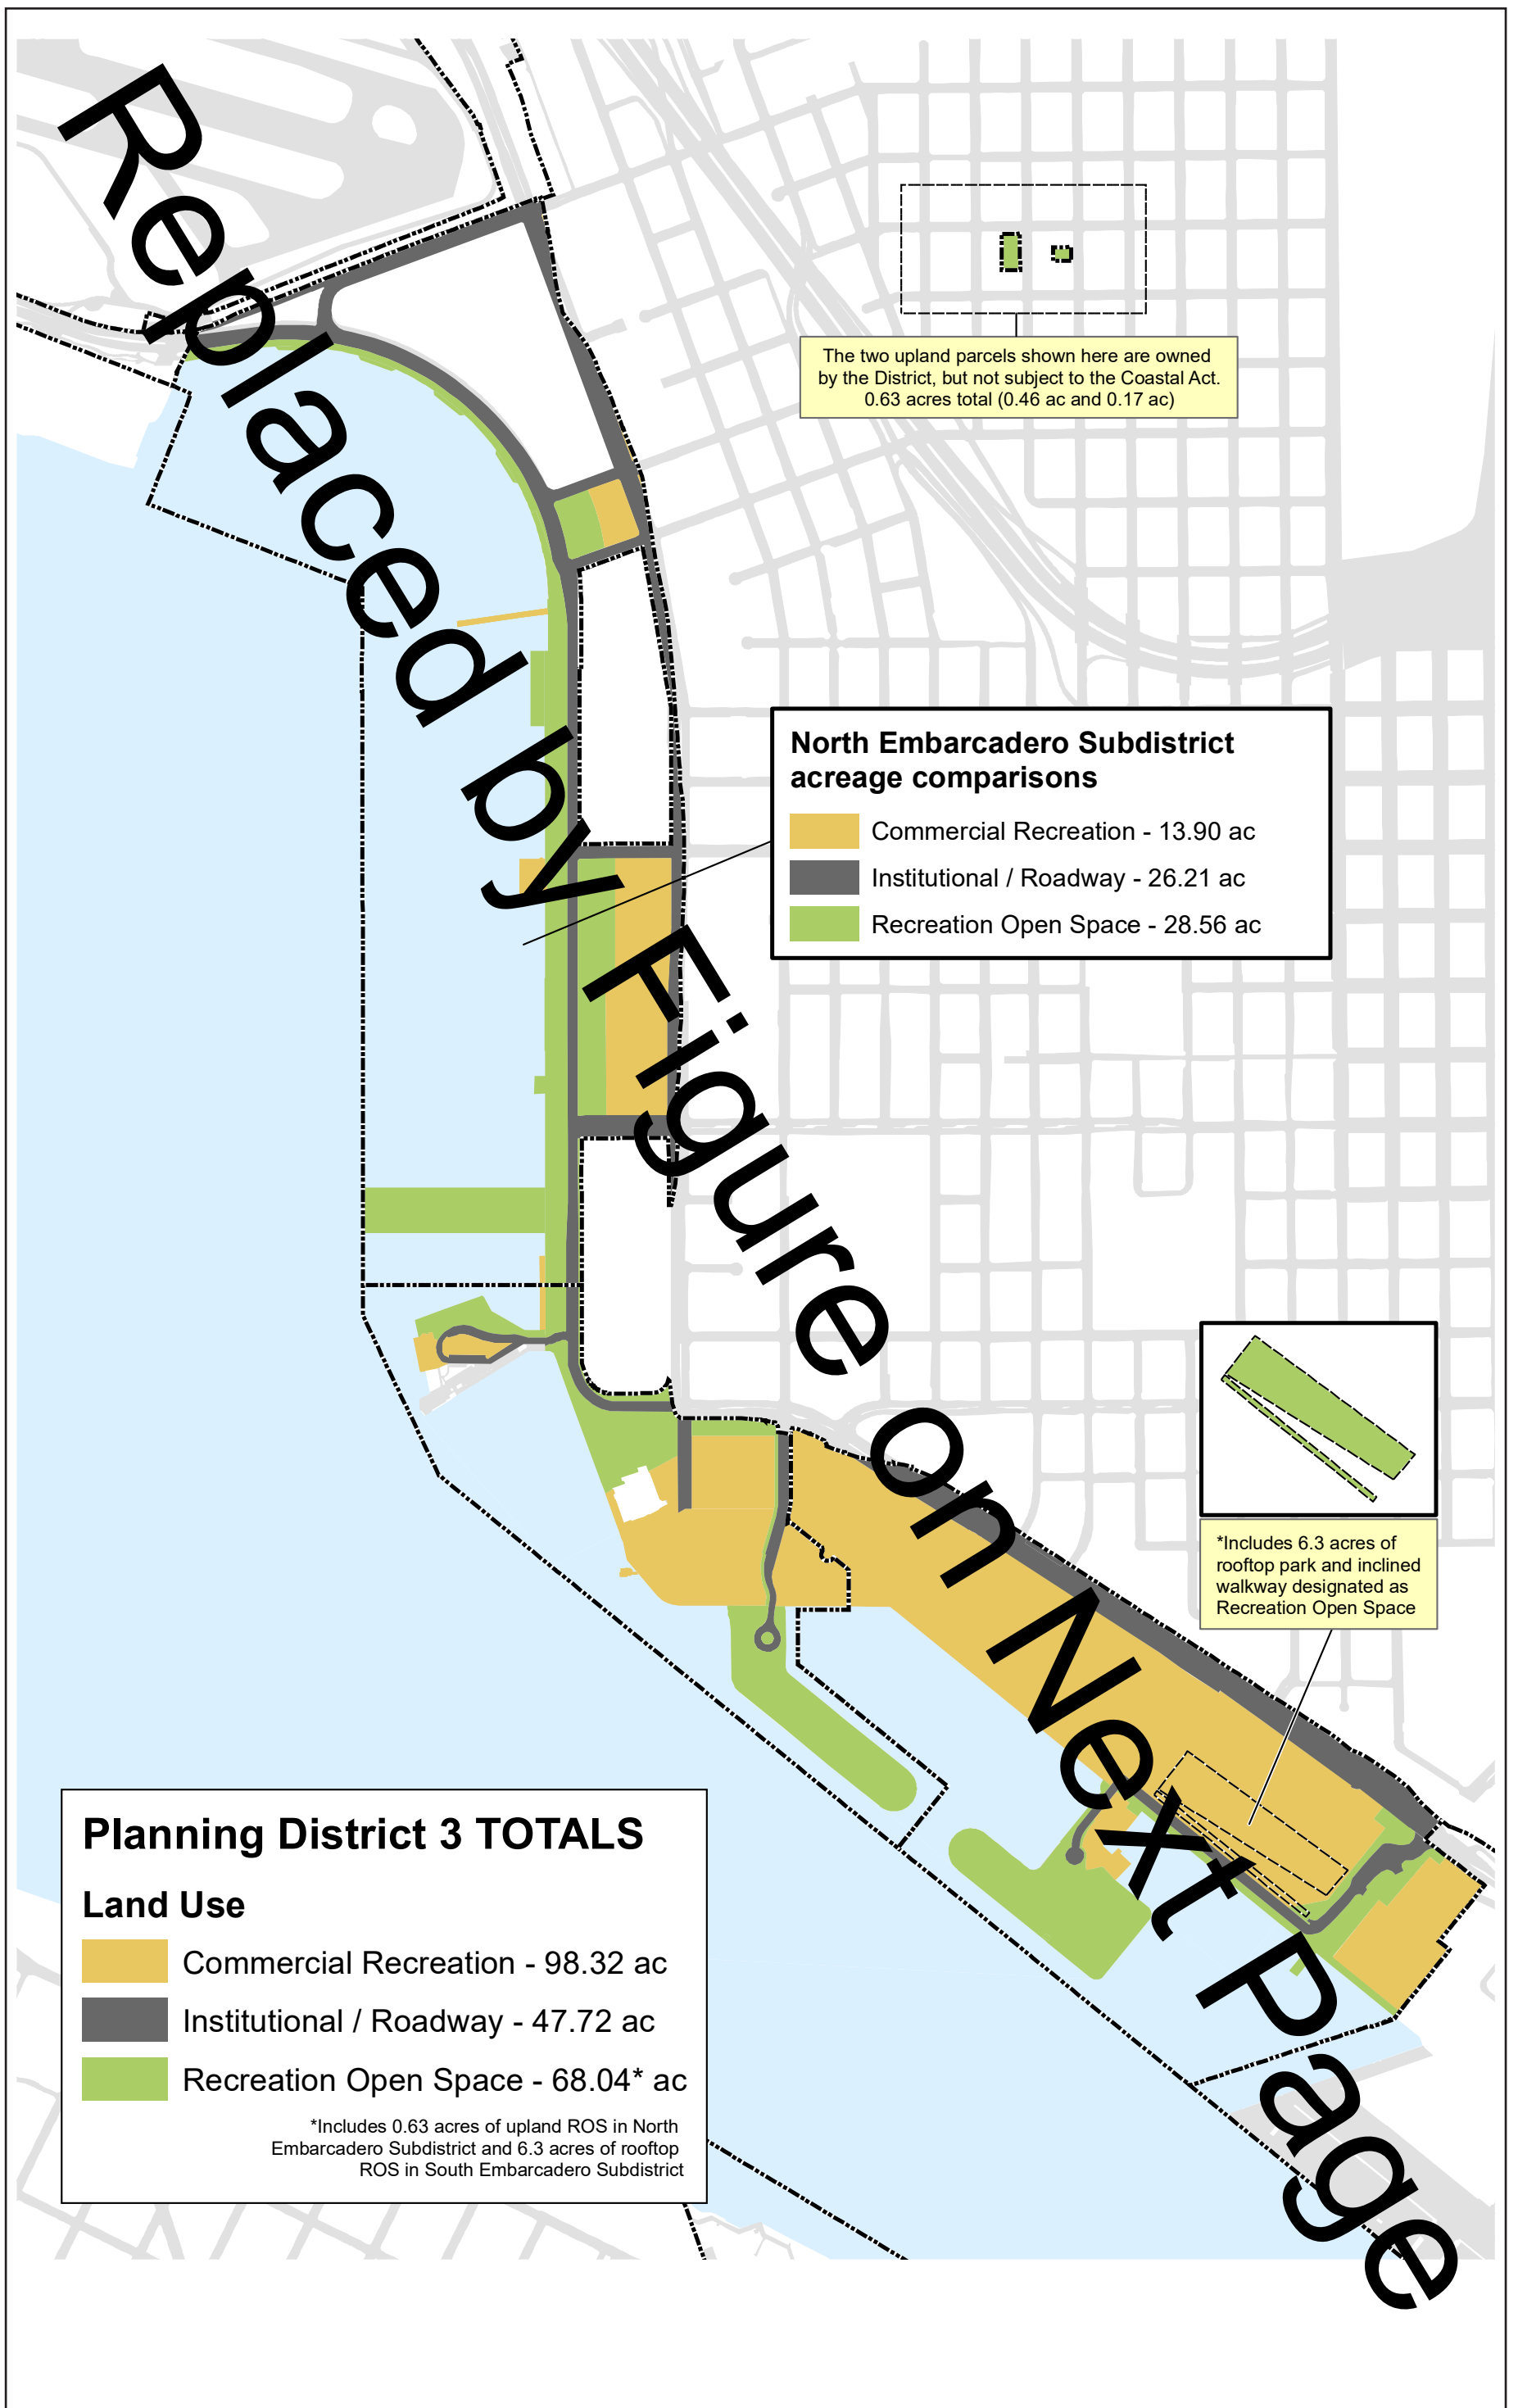 Replaced by Figure on Next Page
The two upland parcels shown here are owned
by the District, but not subject to the Coastal Act.
0.63 acres total (0.46 ac and 0.17 ac)
North Embarcadero Subdistrict
acreage comparisons
Commercial Recreation - 13.90 ac
Institutional / Roadway - 26.21 ac
Recreation Open Space - 28.56 ac
*Includes 6.3 acres of
rooftop park and inclined
walkway designated as
Recreation Open Space
Planning District 3 TOTALS
Land Use
Commercial Recreation - 98.32 ac
Institutional / Roadway - 47.72 ac
Recreation Open Space - 68.04* ac
*Includes 0.63 acres of upland ROS in North
Embarcadero Subdistrict and 6.3 acres of rooftop
ROS in South Embarcadero Subdistrict